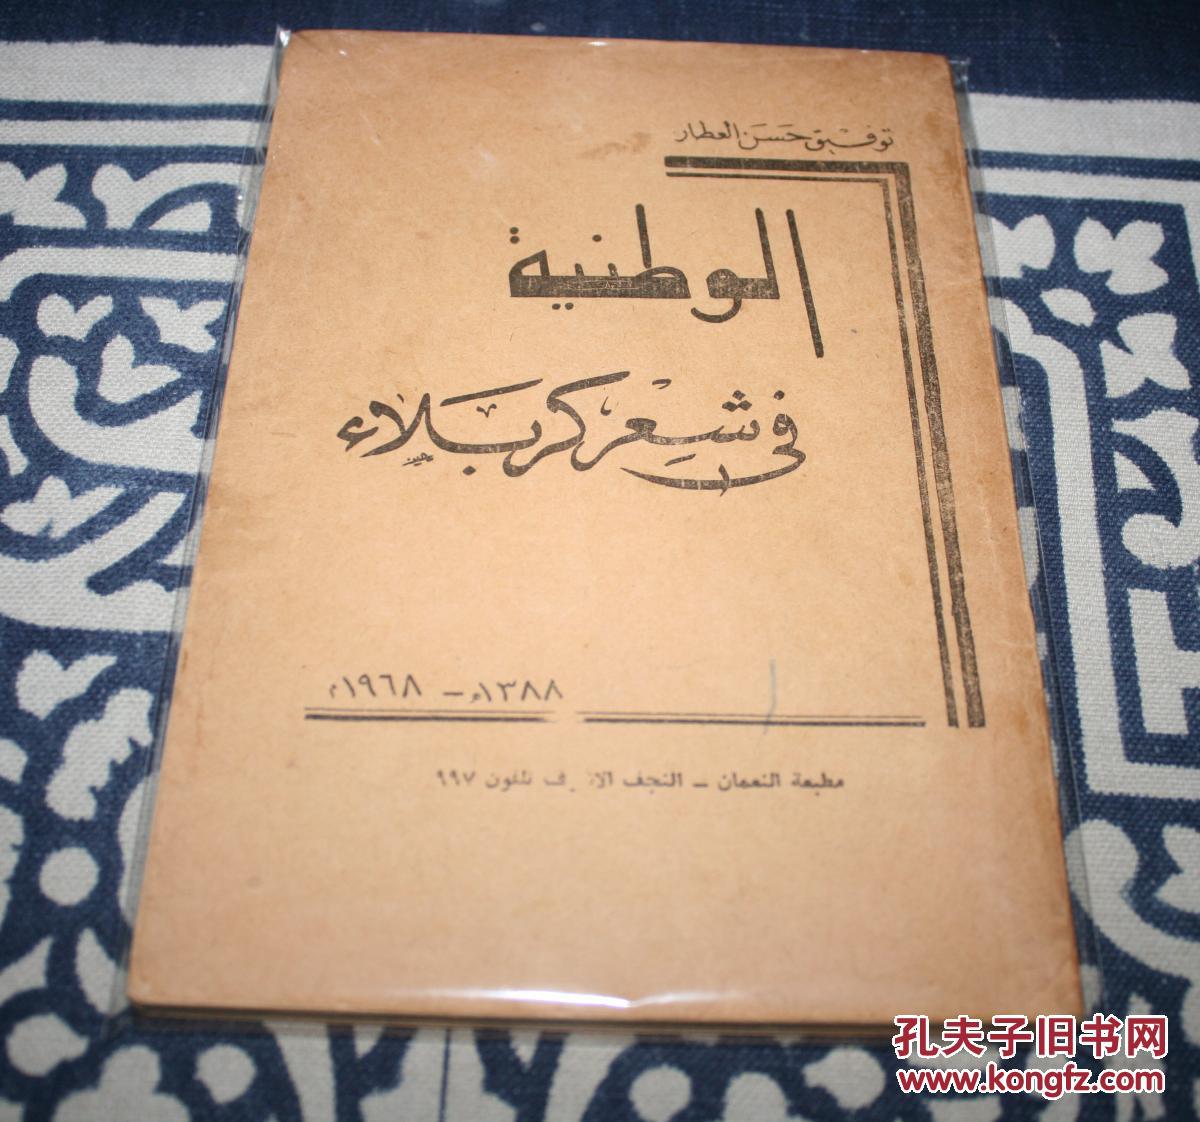 توفيق حسن العطار
الوطنية
في شعر كربلاء
١٣٨٨هـ - ١٩٦٨م
مطبعة النعمان - النجف تلفون ٩٩٧
孔夫子旧书网
www.kongfz.com